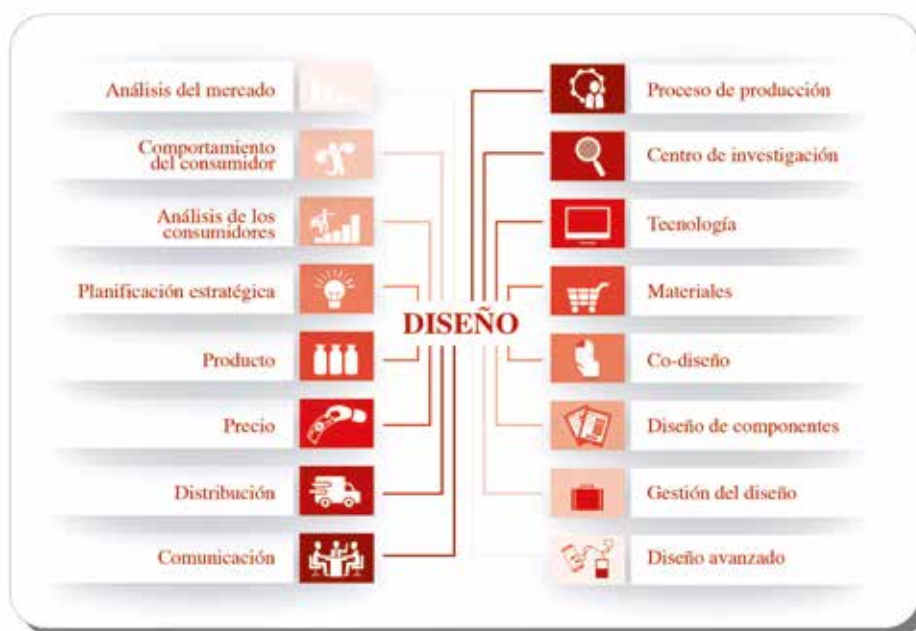 Análisis del mercado
Comportamiento
del consumidor
Análisis de los
consumidores
Planificación estratégica
Producto
Precio
Distribución
Comunicación
DISEÑO
Proceso de producción
Centro de investigación
Tecnología
Materiales
Co-diseño
Diseño de componentes
Gestión del diseño
Diseño avanzado